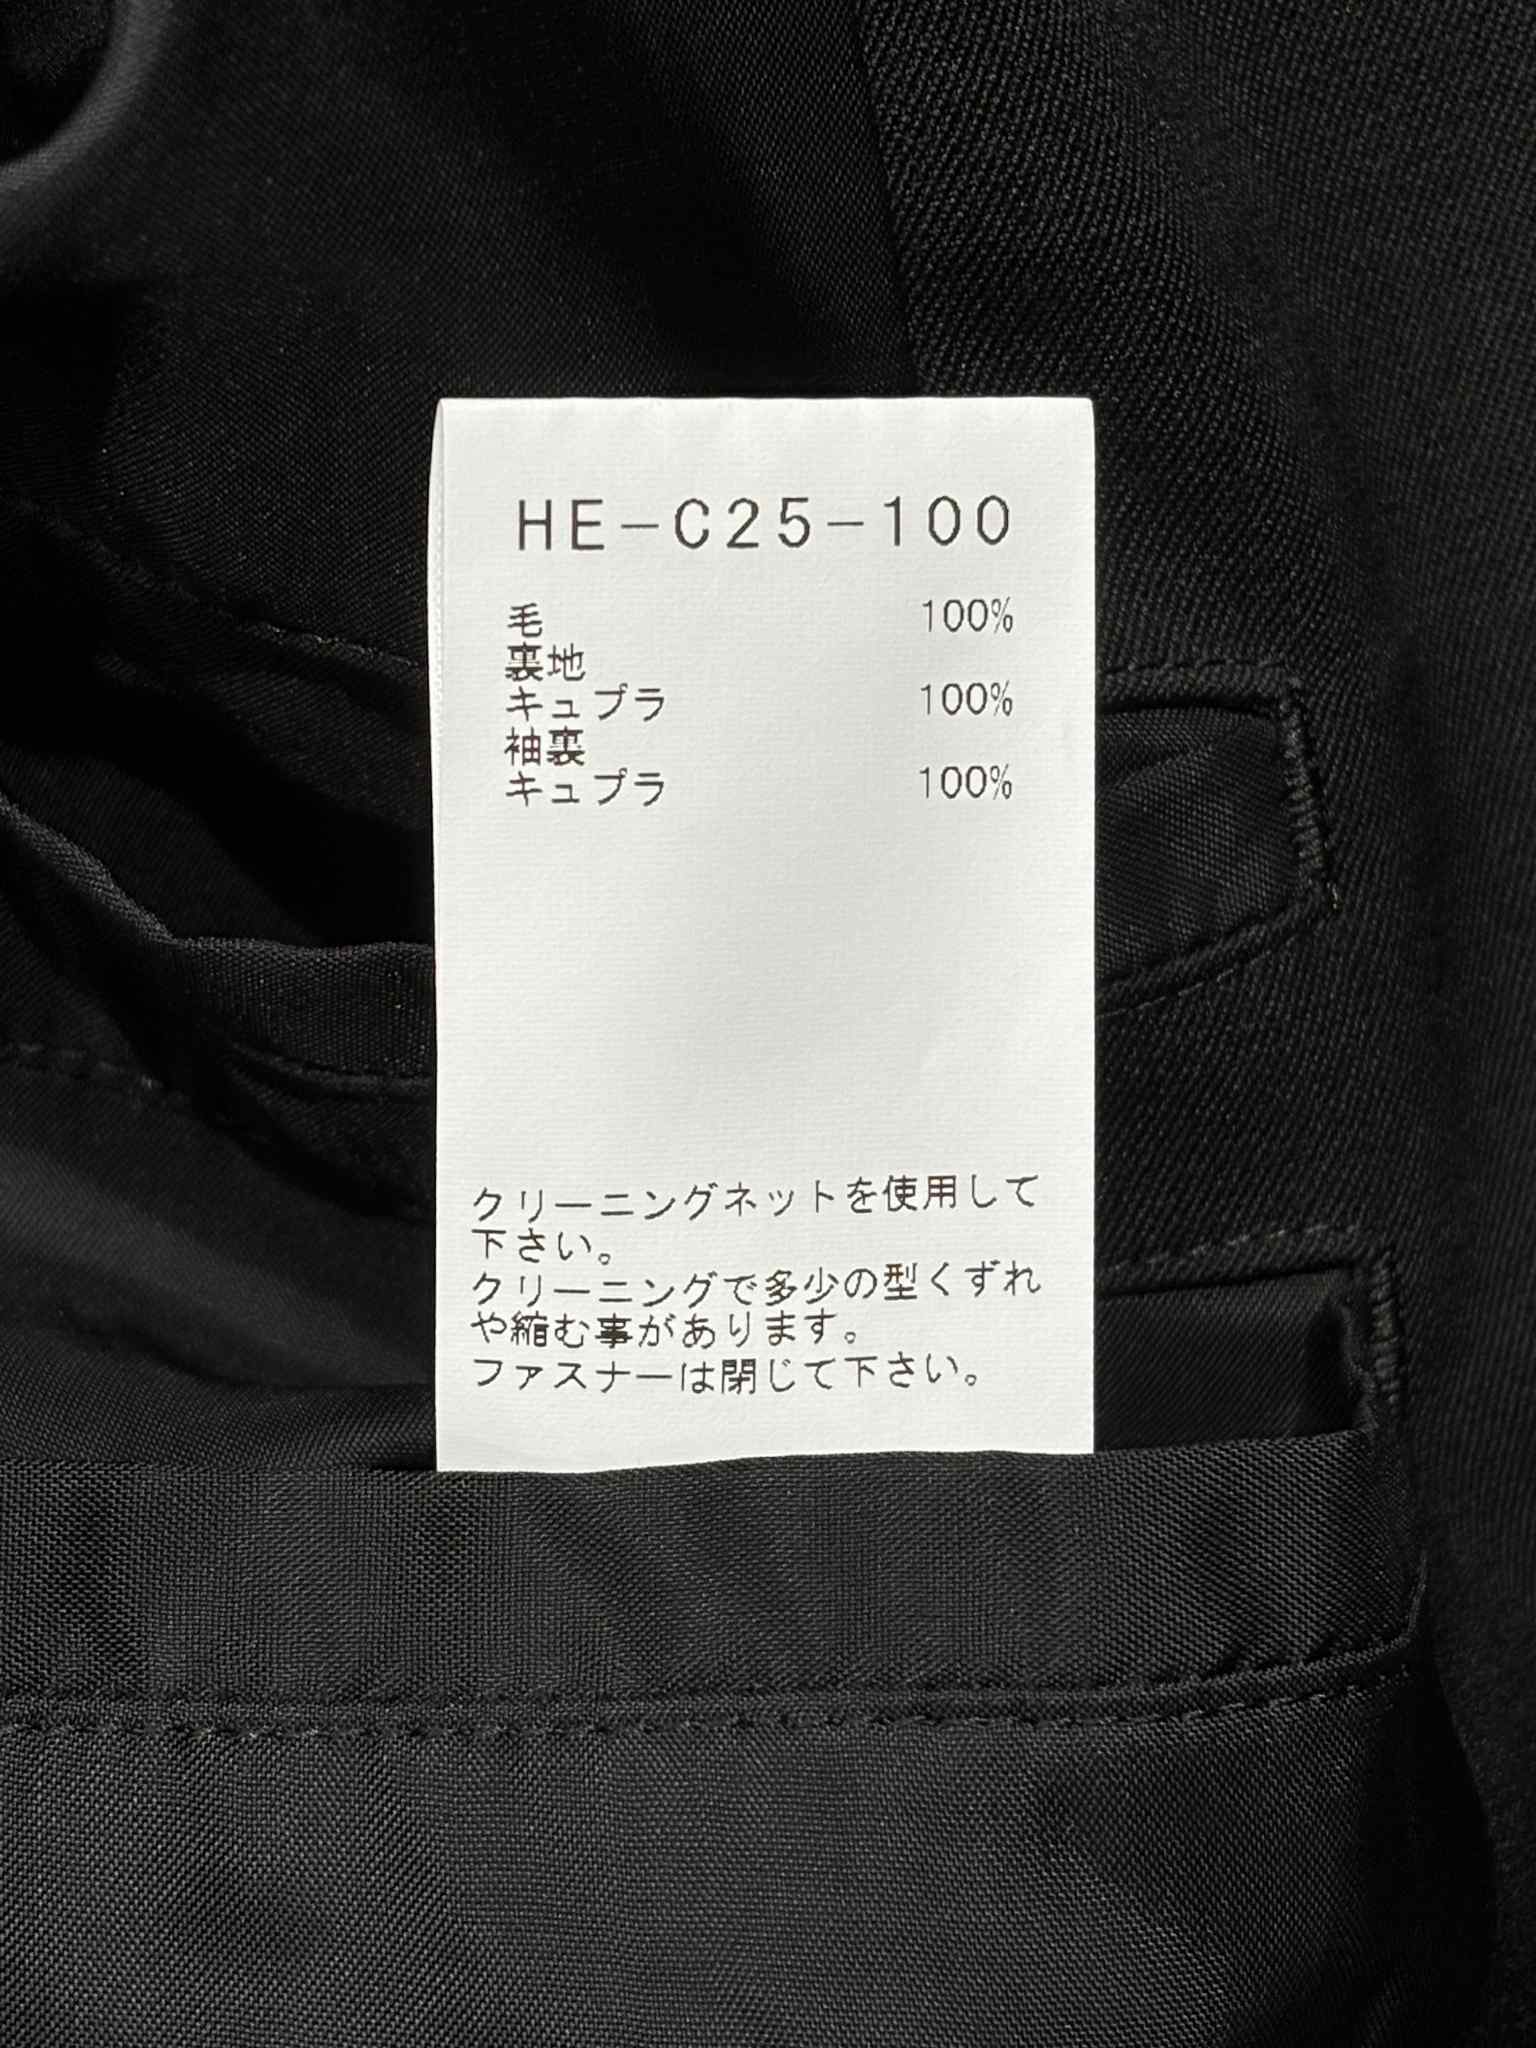 HE-C25-100
毛 100%
裏地
キュプラ 100%
袖裏
キュプラ 100%
クリーニングネットを使用して
下さい。
クリーニングで多少の型くずれ
や縮む事があります。
ファスナーは閉じて下さい。